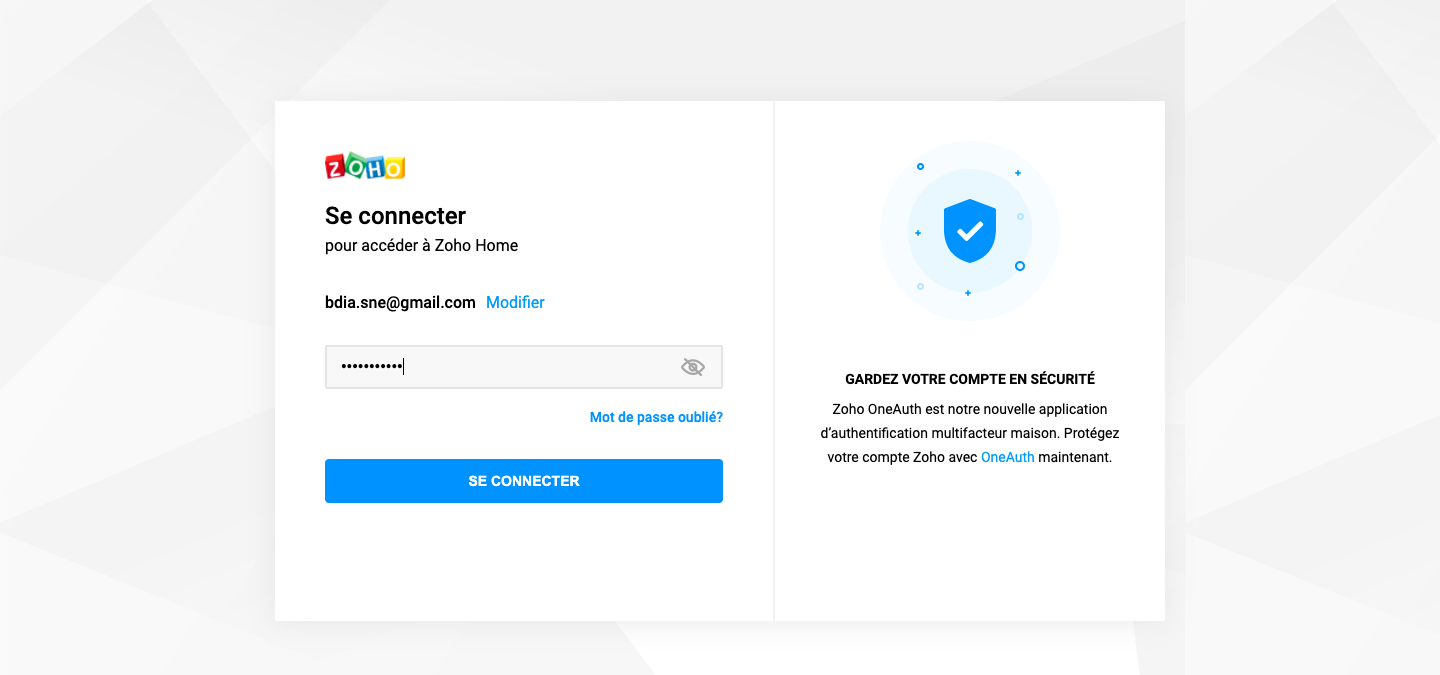 ZOHO
Se connecter
pour accéder à Zoho Home
bdia.sne@gmail.com Modifier
•••••••••••
Mot de passe oublié?
SE CONNECTER
GARDEZ VOTRE COMPTE EN SÉCURITÉ
Zoho OneAuth est notre nouvelle application
d’authentification multifacteur maison. Protégez
votre compte Zoho avec OneAuth maintenant.